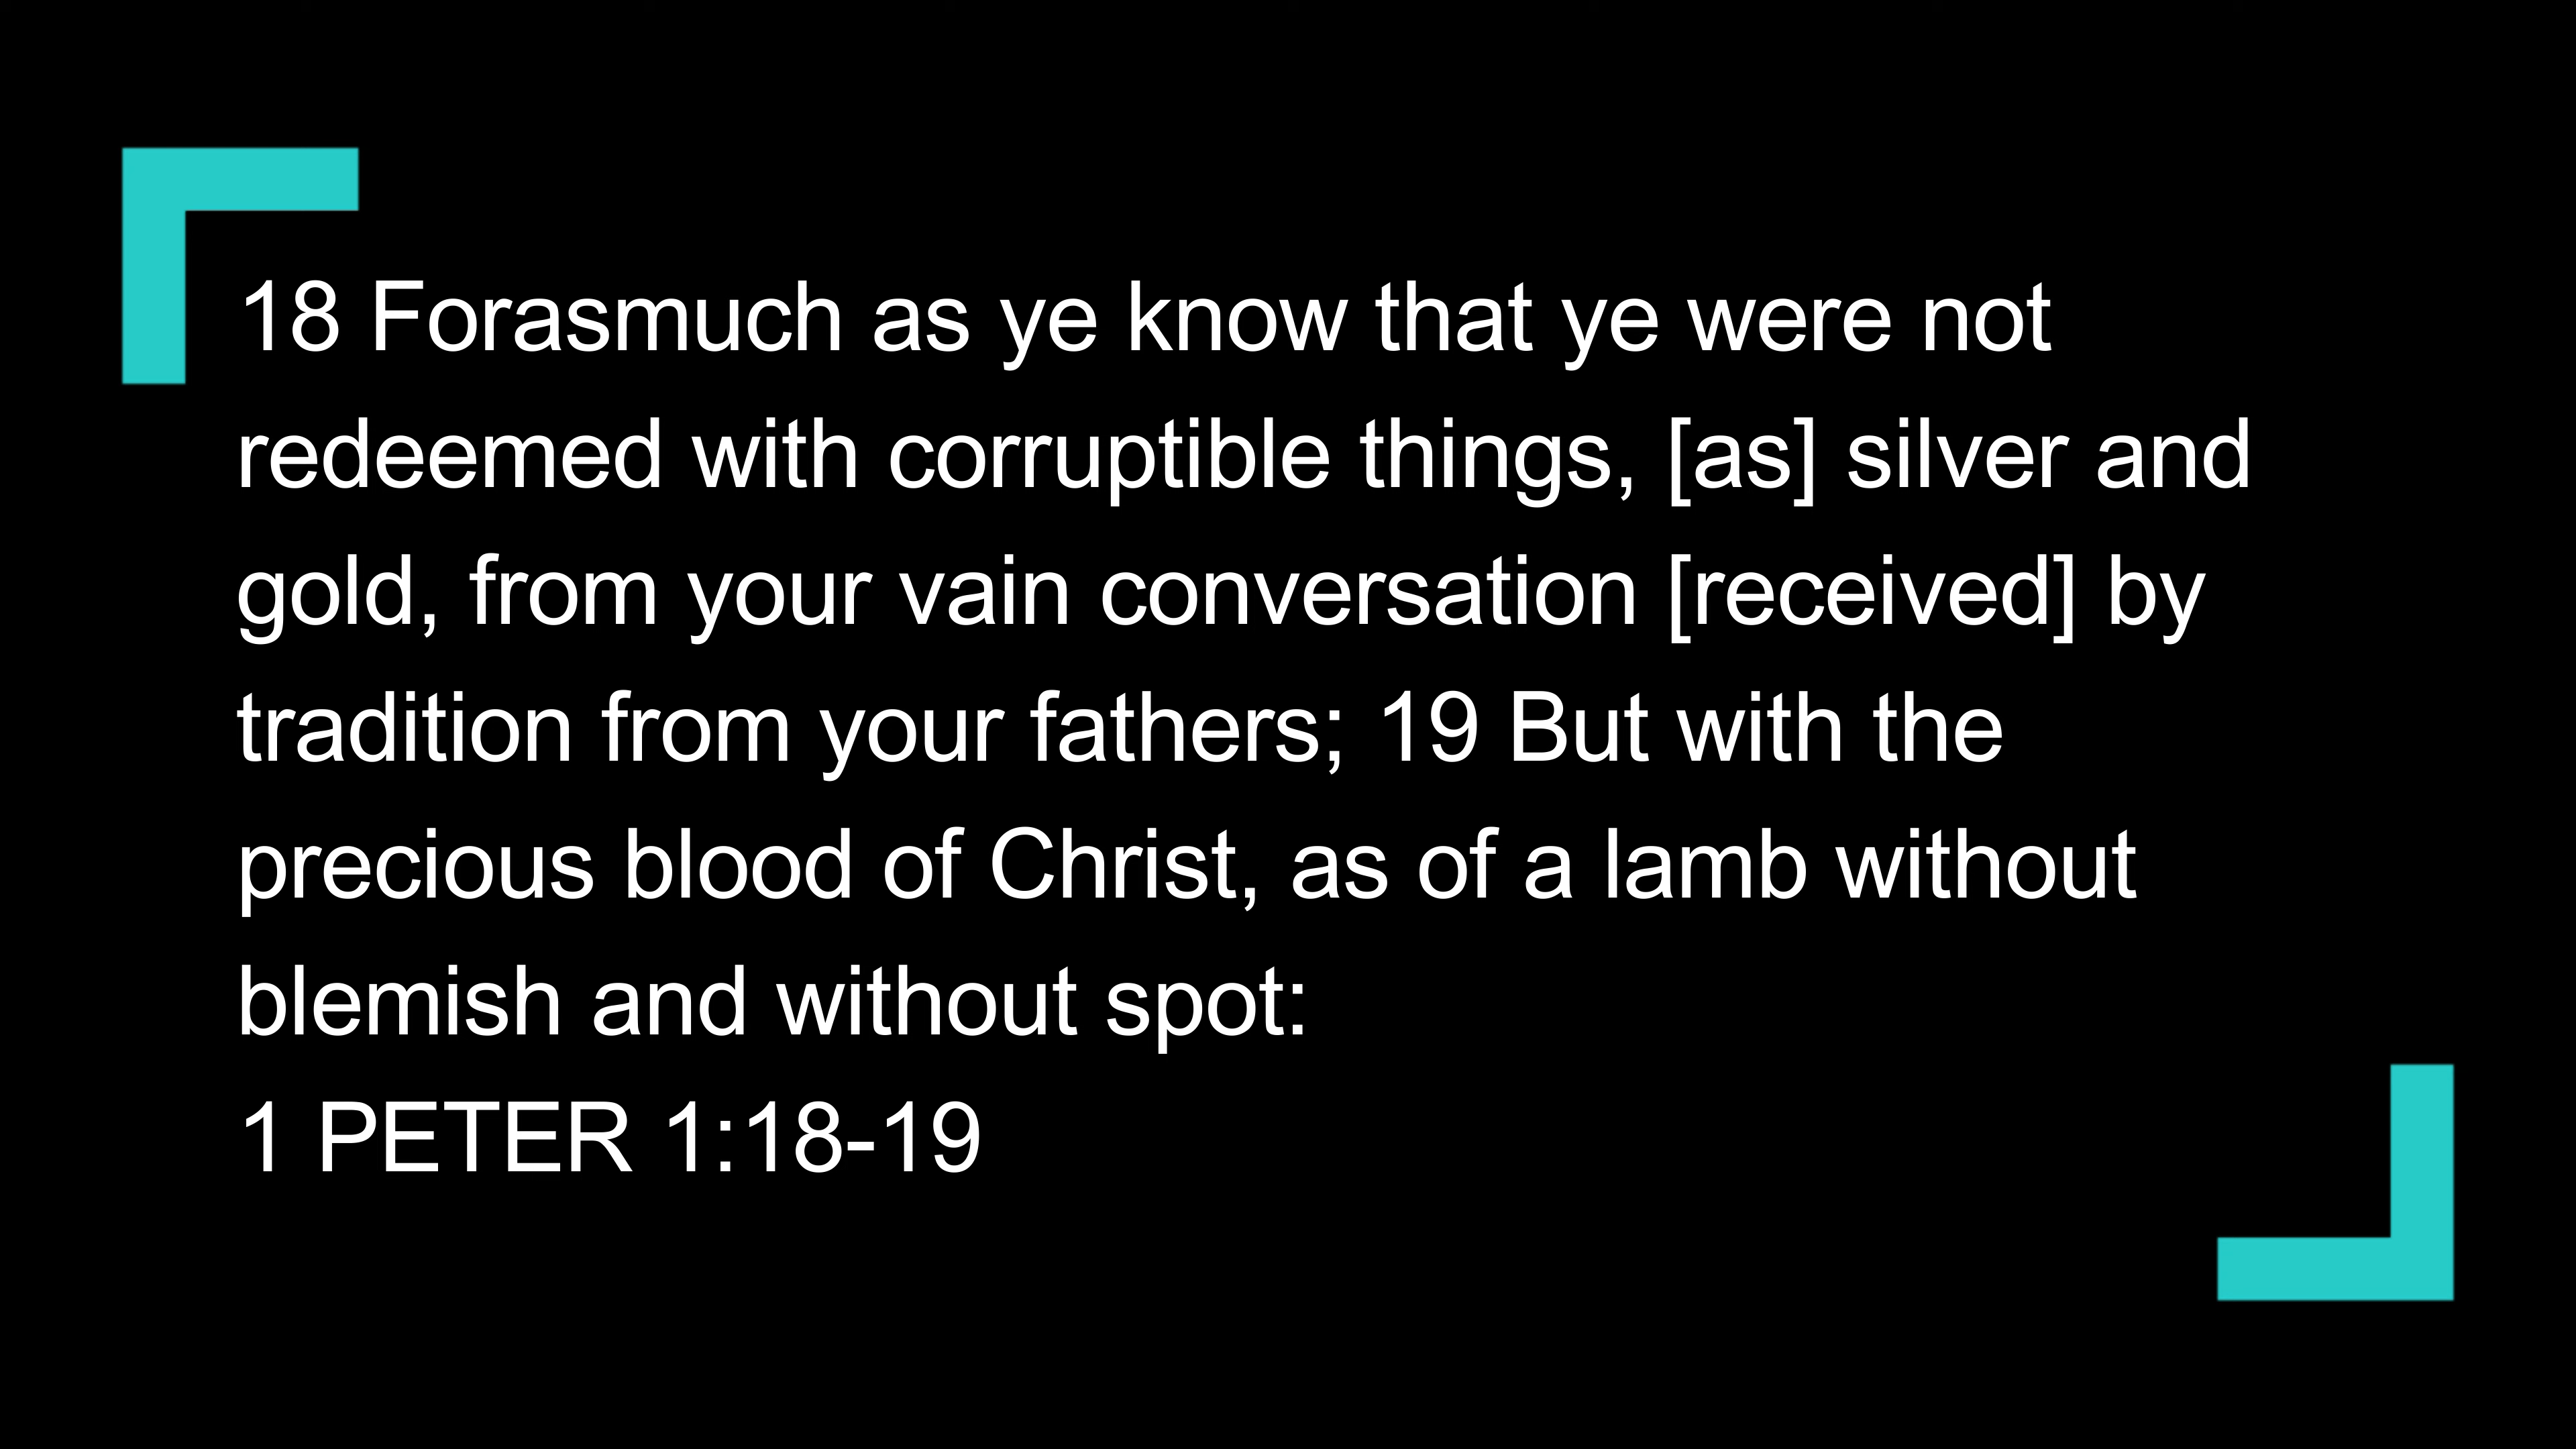 18 Forasmuch as ye know that ye were not
redeemed with corruptible things, [as] silver and
gold, from your vain conversation [received] by
tradition from your fathers; 19 But with the
precious blood of Christ, as of a lamb without
blemish and without spot:
1 PETER 1:18-19